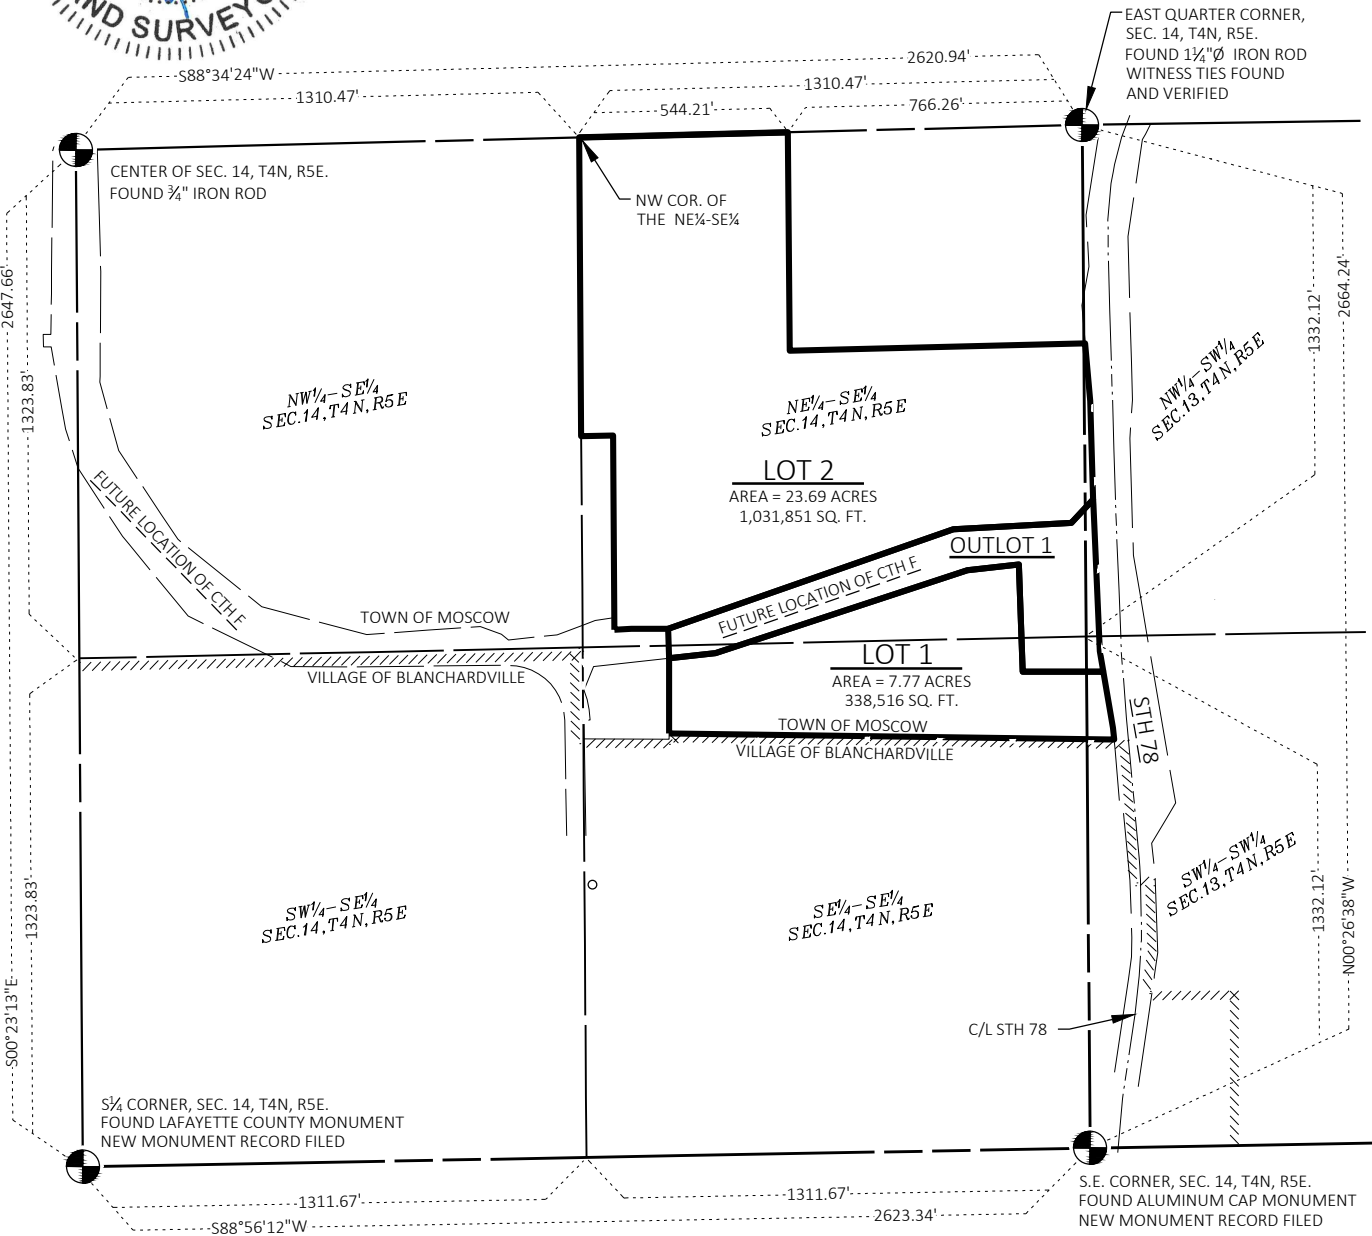 ND SURVEYO
EAST QUARTER CORNER,
SEC. 14, T4N, R5E.
FOUND 1¼"Ø IRON ROD
WITNESS TIES FOUND
AND VERIFIED
S88°34'24"W
2620.94'
1310.47'
1310.47'
544.21'
766.26'
CENTER OF SEC. 14, T4N, R5E.
FOUND ¾" IRON ROD
NW COR. OF
THE NE¼-SE¼
2647.66'
1323.83'
1332.12'
2664.24'
NW¼-SE¼
SEC.14,T4N,R5E
NE¼-SE¼
SEC.14,T4N,R5E
NW¼-SW¼
SEC.13,T4N,R5E
LOT 2
AREA = 23.69 ACRES
1,031,851 SQ. FT.
FUTURE LOCATION OF CTH F
OUTLOT 1
FUTURE LOCATION OF CTH F
TOWN OF MOSCOW
VILLAGE OF BLANCHARDVILLE
LOT 1
AREA = 7.77 ACRES
338,516 SQ. FT.
TOWN OF MOSCOW
VILLAGE OF BLANCHARDVILLE
STH 78
1323.83'
S00°23'13"E
SW¼-SE¼
SEC.14,T4N,R5E
SE¼-SE¼
SEC.14,T4N,R5E
SW¼-SW¼
SEC.13,T4N,R5E
1332.12'
N00°26'38"W
C/L STH 78
S¼ CORNER, SEC. 14, T4N, R5E.
FOUND LAFAYETTE COUNTY MONUMENT
NEW MONUMENT RECORD FILED
S.E. CORNER, SEC. 14, T4N, R5E.
FOUND ALUMINUM CAP MONUMENT
NEW MONUMENT RECORD FILED
1311.67'
1311.67'
S88°56'12"W
2623.34'